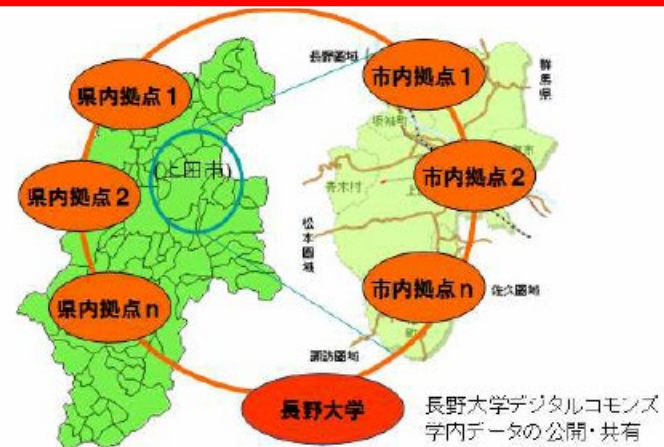 長野圏域
市内拠点1
群馬県
県内拠点1
坂城町
(上田市)
市内拠点2
青木村
県内拠点2
松本圏域
市内拠点n
佐久圏域
県内拠点n
諏訪圏域
長野大学
長野大学デジタルコモンズ
学内データの公開・共有